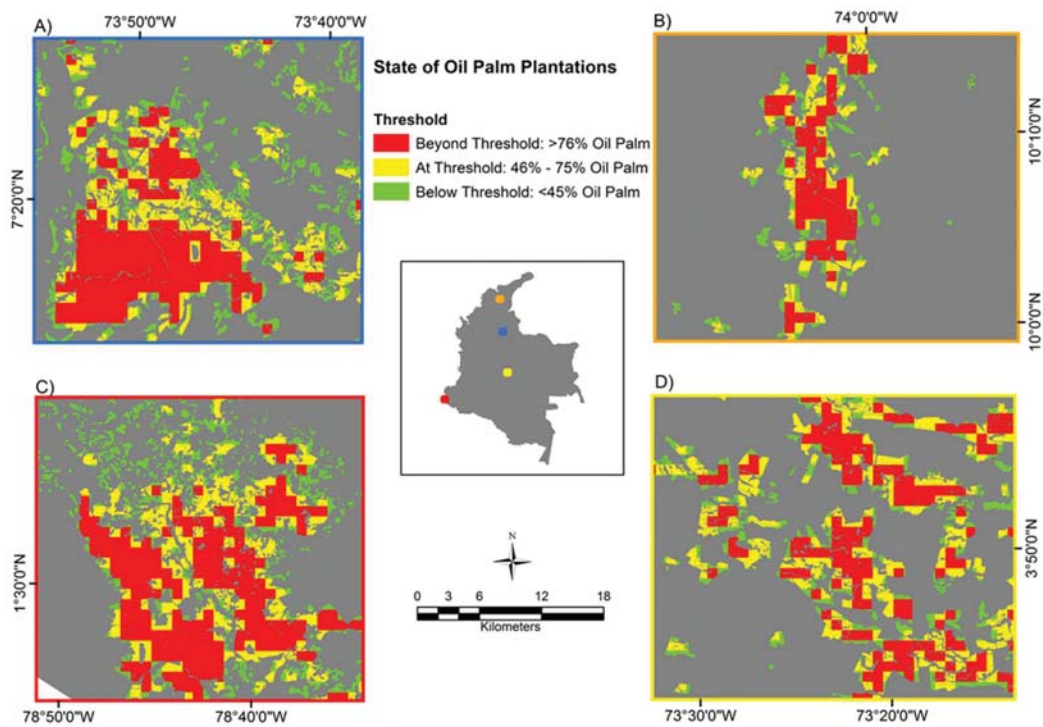 A)
73°50'0"W
73°40'0"W
7°20'0"N
State of Oil Palm Plantations
Threshold
Beyond Threshold: >76% Oil Palm
At Threshold: 46% - 75% Oil Palm
Below Threshold: <45% Oil Palm
B)
74°0'0"W
10°10'0"N
10°0'0"N
C)
1°30'0"N
78°50'0"W
78°40'0"W
N
0 3 6 12 18
Kilometers
D)
3°50'0"N
73°30'0"W
73°20'0"W